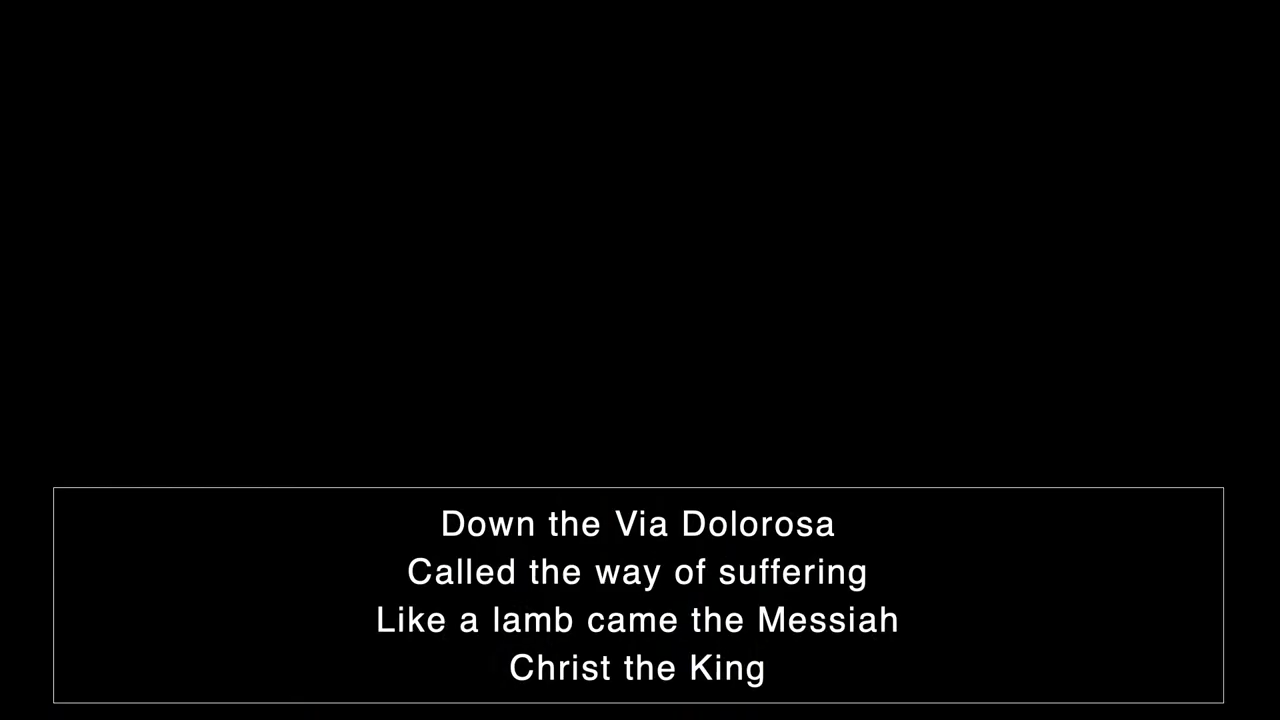 Down the Via Dolorosa
Called the way of suffering
Like a lamb came the Messiah
Christ the King